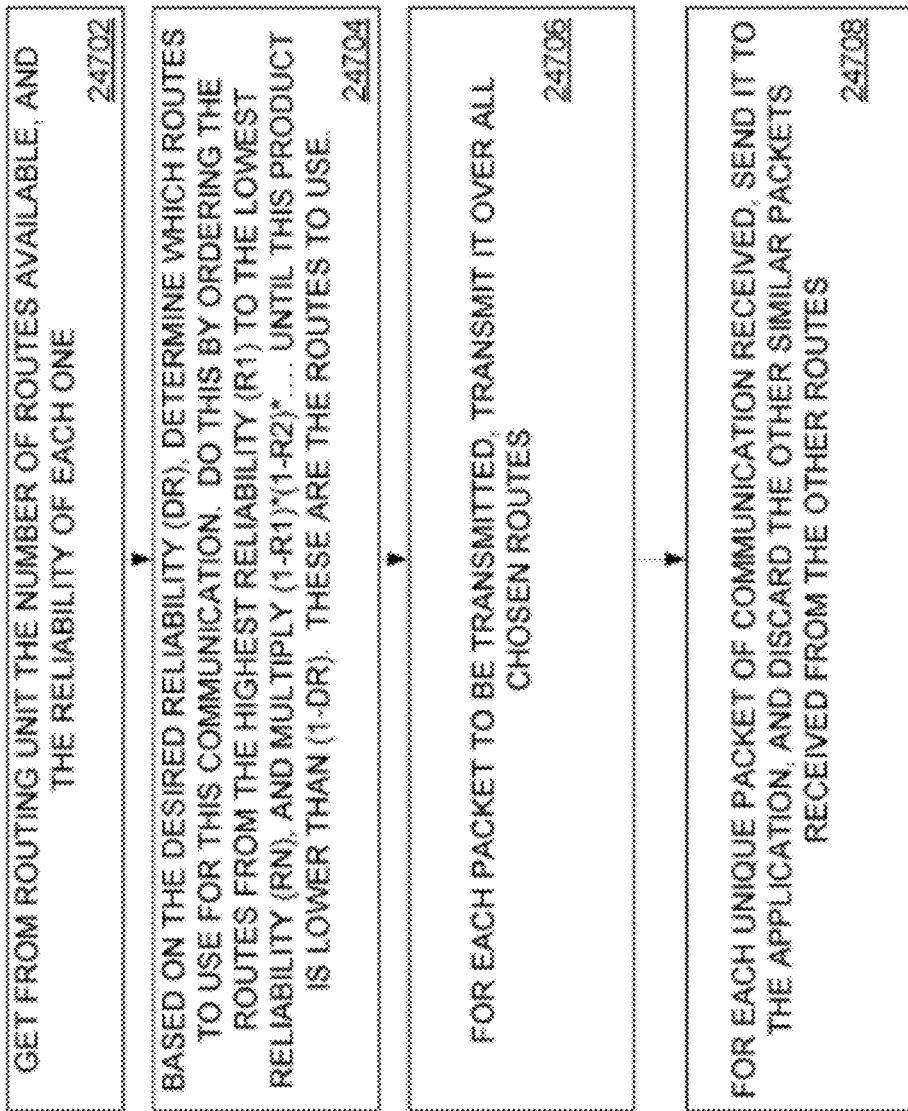 GET FROM ROUTING UNIT THE NUMBER OF ROUTES AVAILABLE, AND
THE RELIABILITY OF EACH ONE
24702
BASED ON THE DESIRED RELIABILITY (DR), DETERMINE WHICH ROUTES
TO USE FOR THIS COMMUNICATION. DO THIS BY ORDERING THE
ROUTES FROM THE HIGHEST RELIABILITY (R1) TO THE LOWEST
RELIABILITY (RN), AND MULTIPLY (1-R1)*(1-R2)*.... UNTIL THIS PRODUCT
IS LOWER THAN (1-DR). THESE ARE THE ROUTES TO USE.
24704
FOR EACH PACKET TO BE TRANSMITTED, TRANSMIT IT OVER ALL
CHOSEN ROUTES
24706
FOR EACH UNIQUE PACKET OF COMMUNICATION RECEIVED, SEND IT TO
THE APPLICATION, AND DISCARD THE OTHER SIMILAR PACKETS
RECEIVED FROM THE OTHER ROUTES
24708